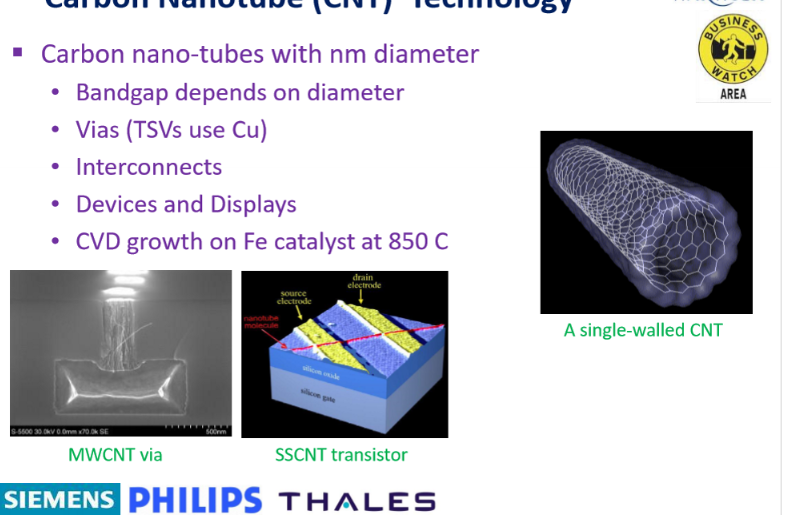 Carbon Nanotube (CNT) Technology
BUSINESS
WATCH
AREA
▪ Carbon nano-tubes with nm diameter
• Bandgap depends on diameter
• Vias (TSVs use Cu)
• Interconnects
• Devices and Displays
• CVD growth on Fe catalyst at 850 C
drain
electrode
source
electrode
nanotube
molecule
silicon oxide
silicon gate
S-5500 30.0kV 0.0mm x70.0k SE 500nm
A single-walled CNT
MWCNT via
SSCNT transistor
SIEMENS PHILIPS THALES